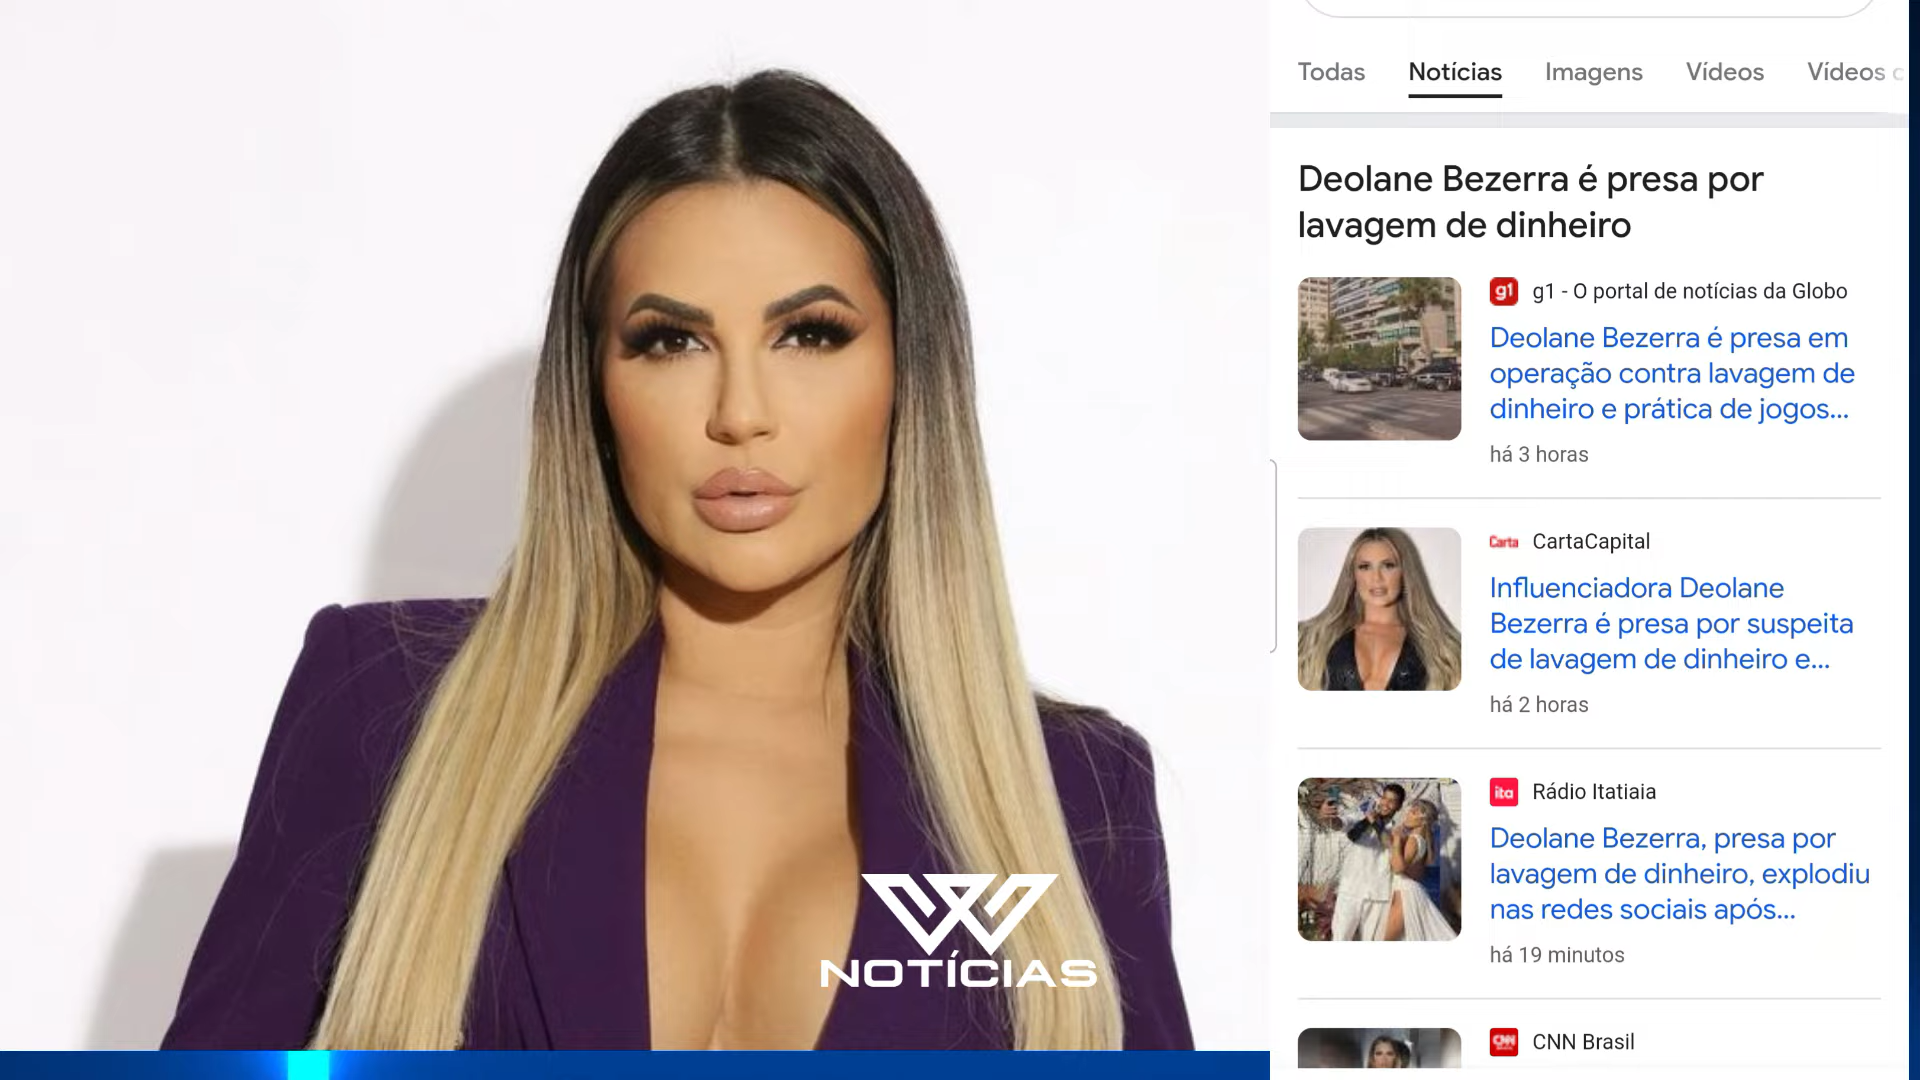 NOTÍCIAS
Todas Notícias Imagens Vídeos Vídeos c
Deolane Bezerra é presa por
lavagem de dinheiro
g1 g1 - O portal de notícias da Globo
Deolane Bezerra é presa em
operação contra lavagem de
dinheiro e prática de jogos...
há 3 horas
Carta CartaCapital
Influenciadora Deolane
Bezerra é presa por suspeita
de lavagem de dinheiro e...
há 2 horas
ita Rádio Itatiaia
Deolane Bezerra, presa por
lavagem de dinheiro, explodiu
nas redes sociais após...
há 19 minutos
CNN CNN Brasil